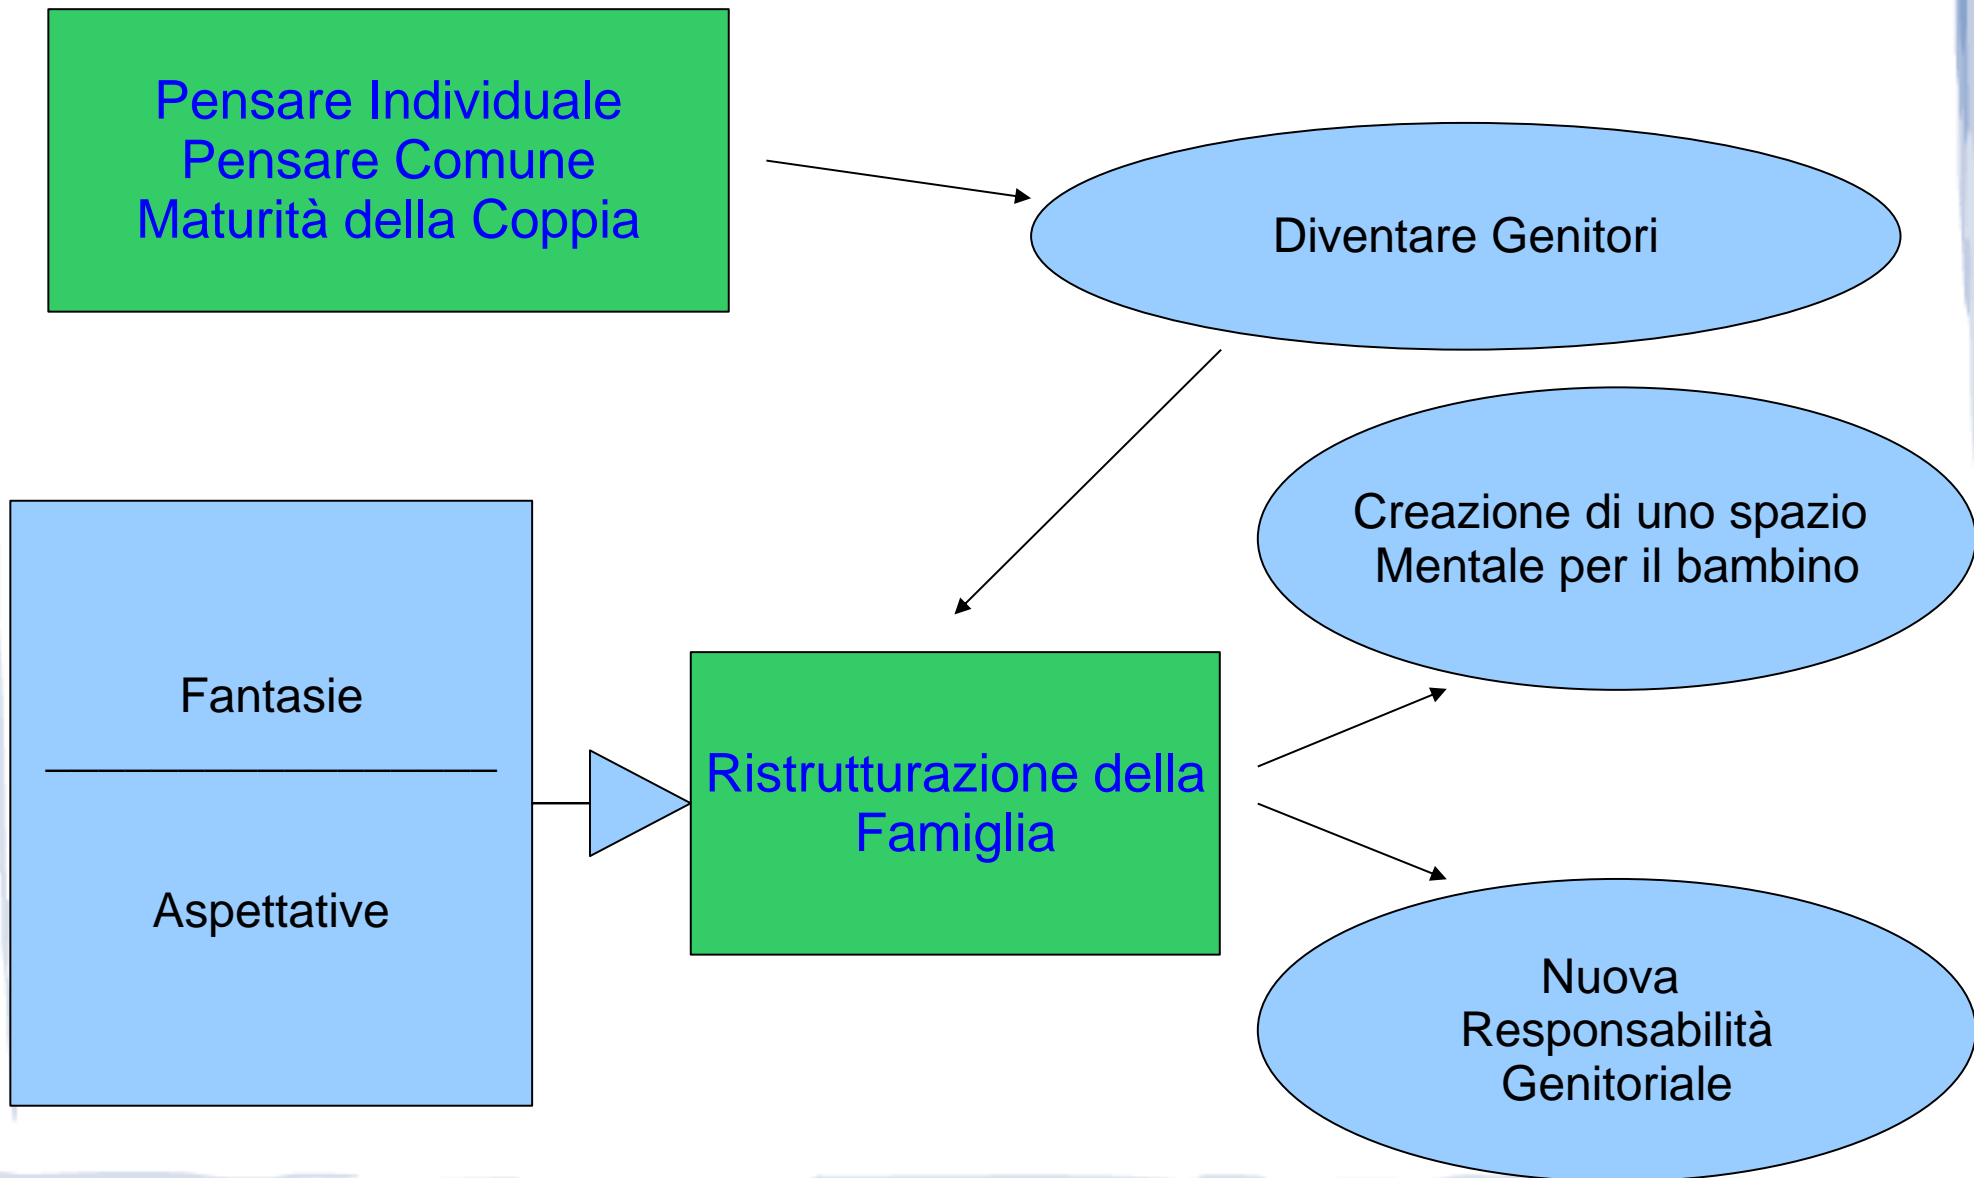 Pensare Individuale
Pensare Comune
Maturità della Coppia
Diventare Genitori
Creazione di uno spazio
Mentale per il bambino
Fantasie
Aspettative
Ristrutturazione della
Famiglia
Nuova
Responsabilità
Genitoriale